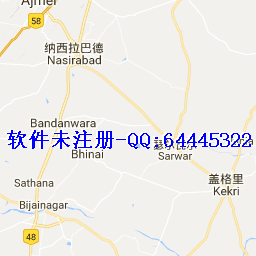 Ajmer
58
纳西拉巴德
Nasirabad
Bandanwara
软件未注册-QQ:64445322
Bhinai
Sarwar
Sathana
盖格里
Kekri
Bijainagar
48